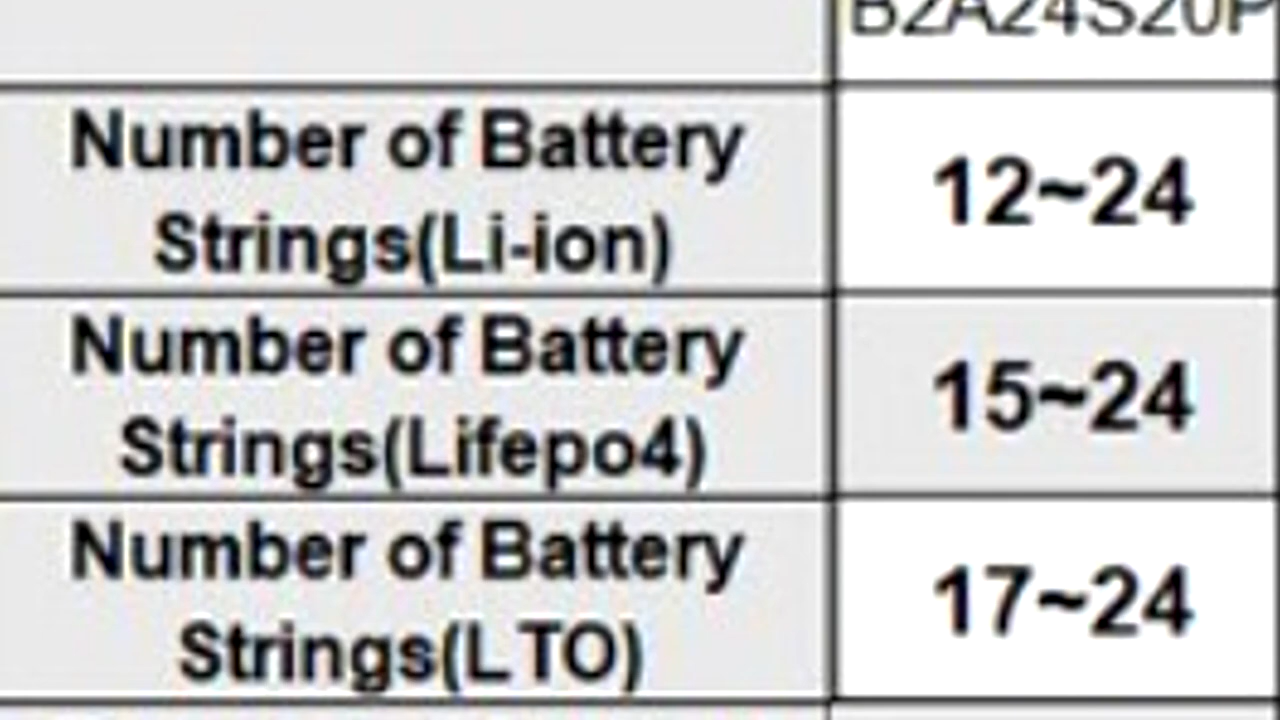 B2A24S20P
Number of Battery
Strings(Li-ion)
12~24
Number of Battery
Strings(Lifepo4)
15~24
Number of Battery
Strings(LTO)
17~24